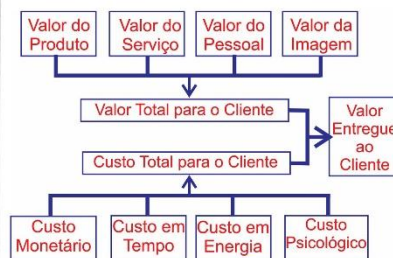 Valor do
Produto
Valor do
Serviço
Valor do
Pessoal
Valor da
Imagem
Valor Total para o Cliente
Valor
Entregue
ao
Cliente
Custo Total para o Cliente
Custo
Monetário
Custo em
Tempo
Custo em
Energia
Custo
Psicológico